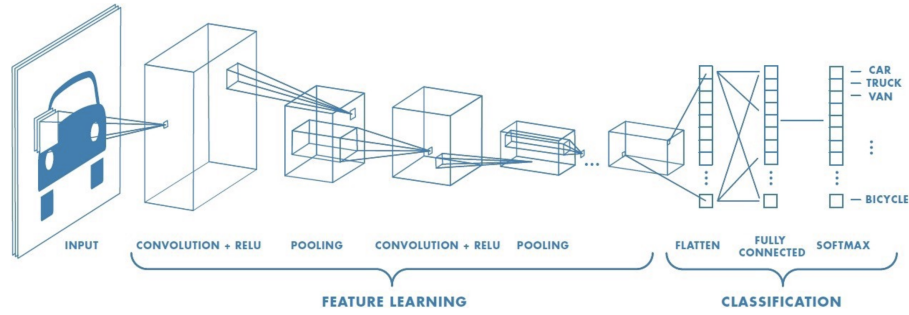 CAR
TRUCK
VAN
BICYCLE
INPUT
CONVOLUTION + RELU
POOLING
CONVOLUTION + RELU
POOLING
FLATTEN
FULLY
CONNECTED
SOFTMAX
FEATURE LEARNING
CLASSIFICATION